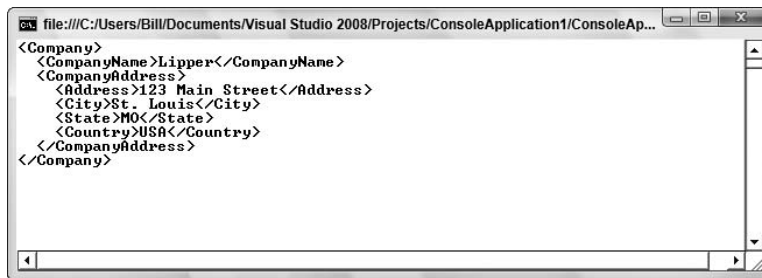 file:///C:/Users/Bill/Documents/Visual Studio 2008/Projects/ConsoleApplication1/ConsoleAp...
<Company>
  <CompanyName>Lipper</CompanyName>
  <CompanyAddress>
    <Address>123 Main Street</Address>
    <City>St. Louis</City>
    <State>MO</State>
    <Country>USA</Country>
  </CompanyAddress>
</Company>